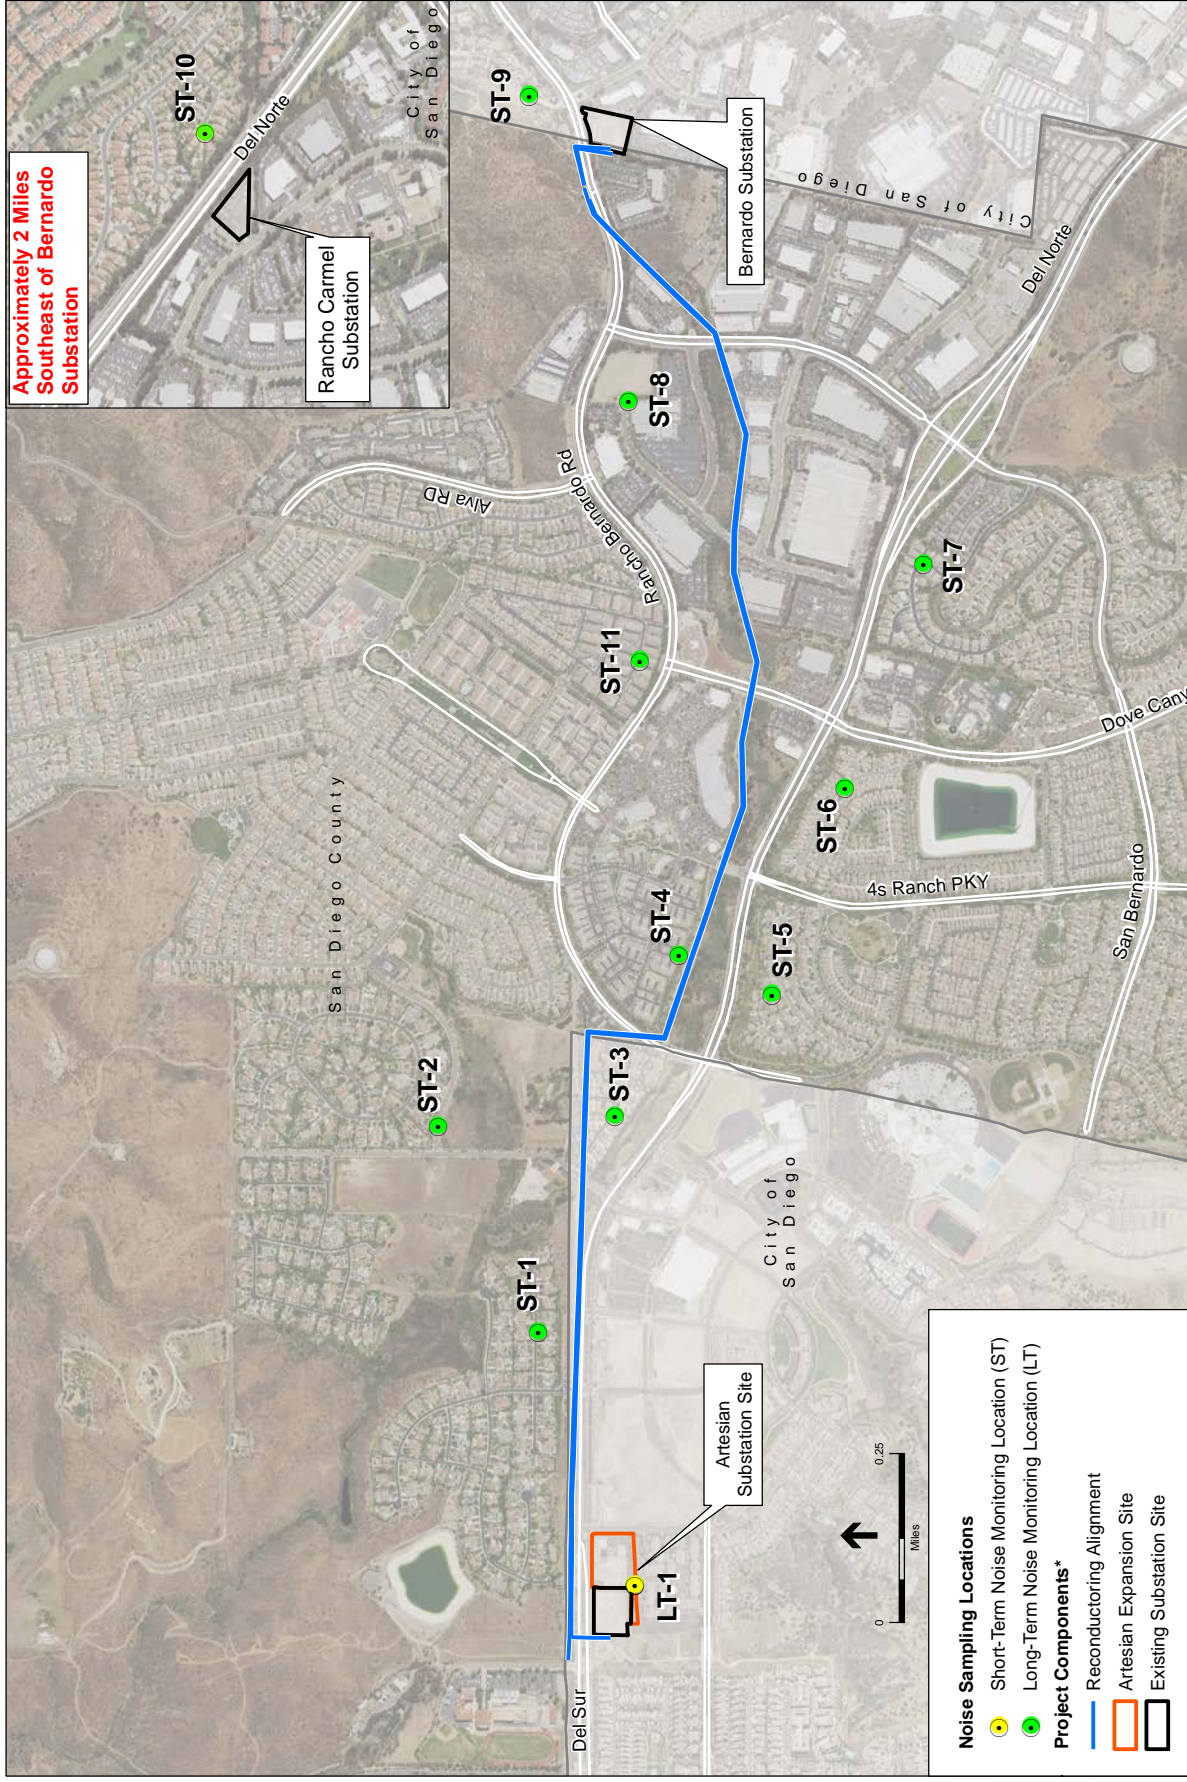 Approximately 2 Miles
Southeast of Bernardo
Substation
ST-10
Del Norte
City of
San Diego
Rancho Carmel
Substation
ST-9
Bernardo Substation
City of San Diego
Del Norte
ST-8
Alva RD
Rancho Bernardo Rd
ST-7
ST-11
Dove Cany
San Diego County
ST-6
4s Ranch PKY
San Bernardo
ST-4
ST-5
ST-2
ST-3
ST-1
City of
San Diego
Artesian
Substation Site
LT-1
Del Sur
0
0.25
Miles
Noise Sampling Locations
Short-Term Noise Monitoring Location (ST)
Long-Term Noise Monitoring Location (LT)
Project Components*
Reconductoring Alignment
Artesian Expansion Site
Existing Substation Site